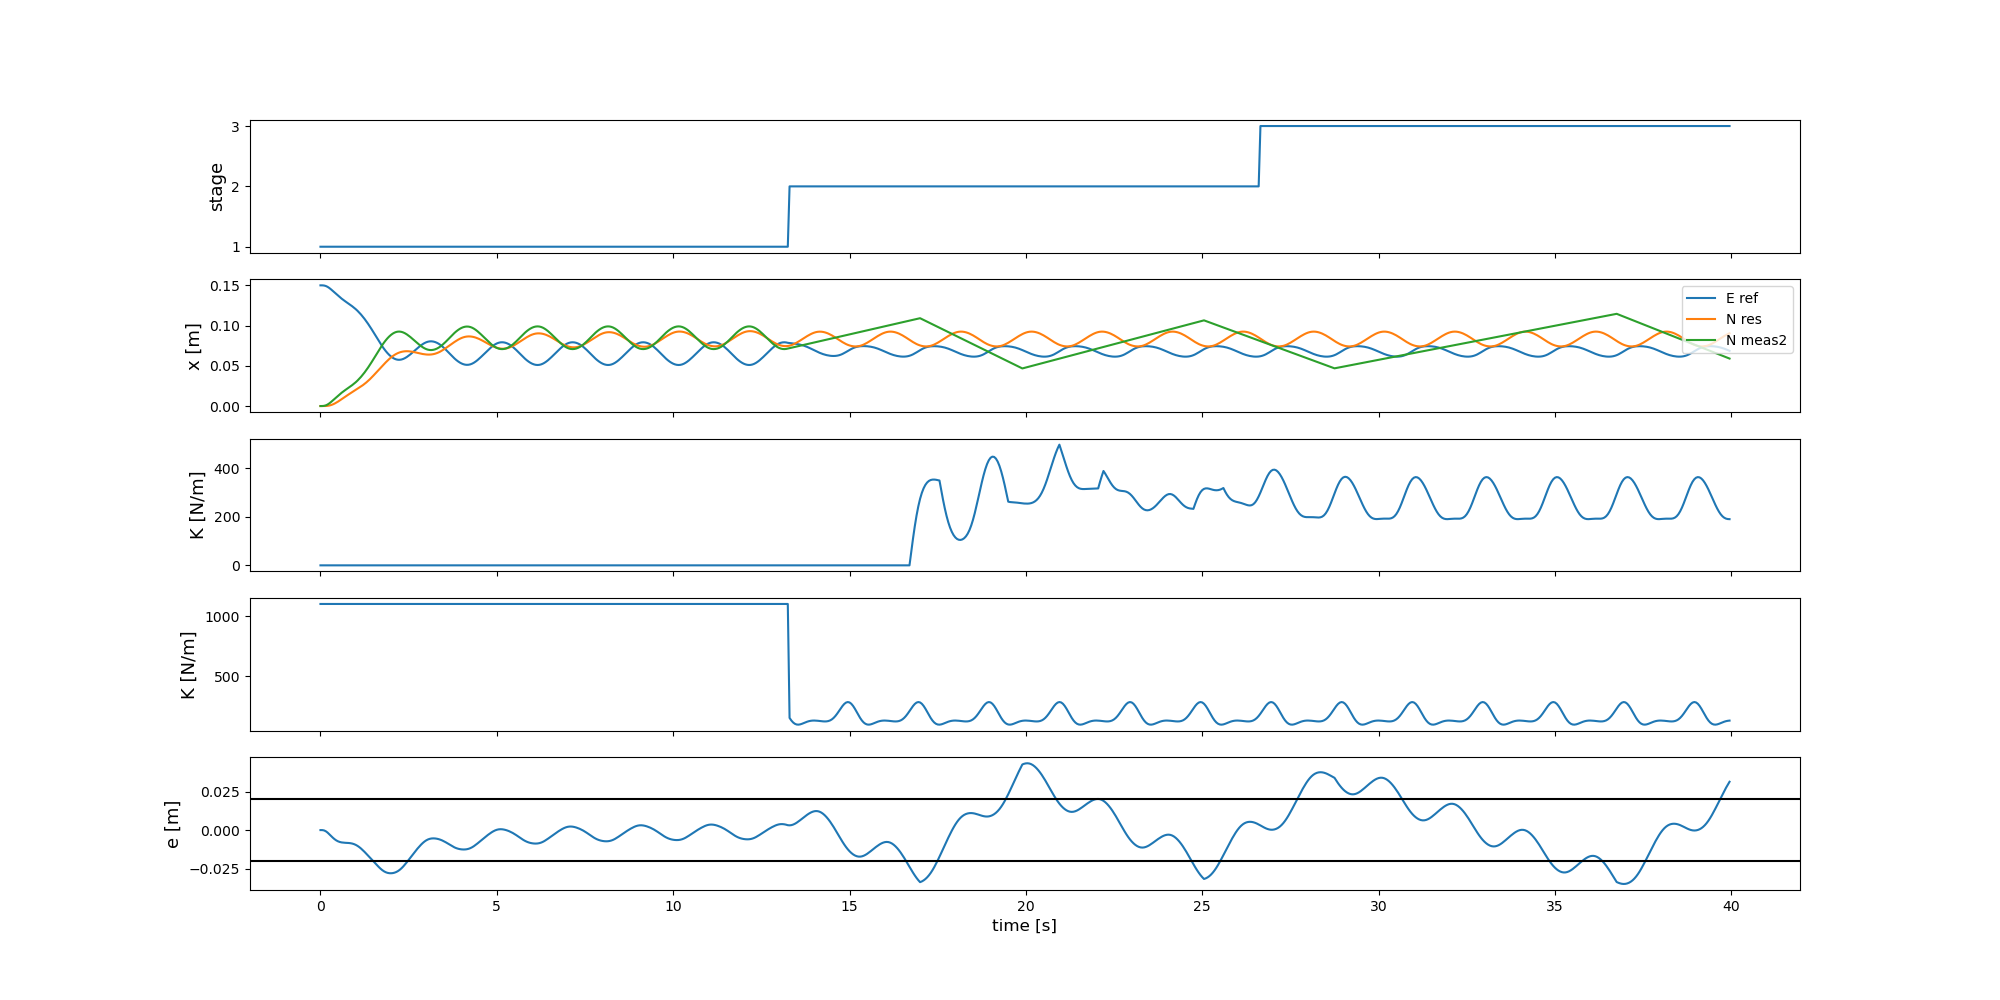 stage
3
2
1
x [m]
0.15
0.10
0.05
0.00
E ref
N res
N meas2
K [N/m]
400
200
0
K [N/m]
1000
500
e [m]
0.025
0.000
−0.025
0 5 10 15 20 25 30 35 40
time [s]